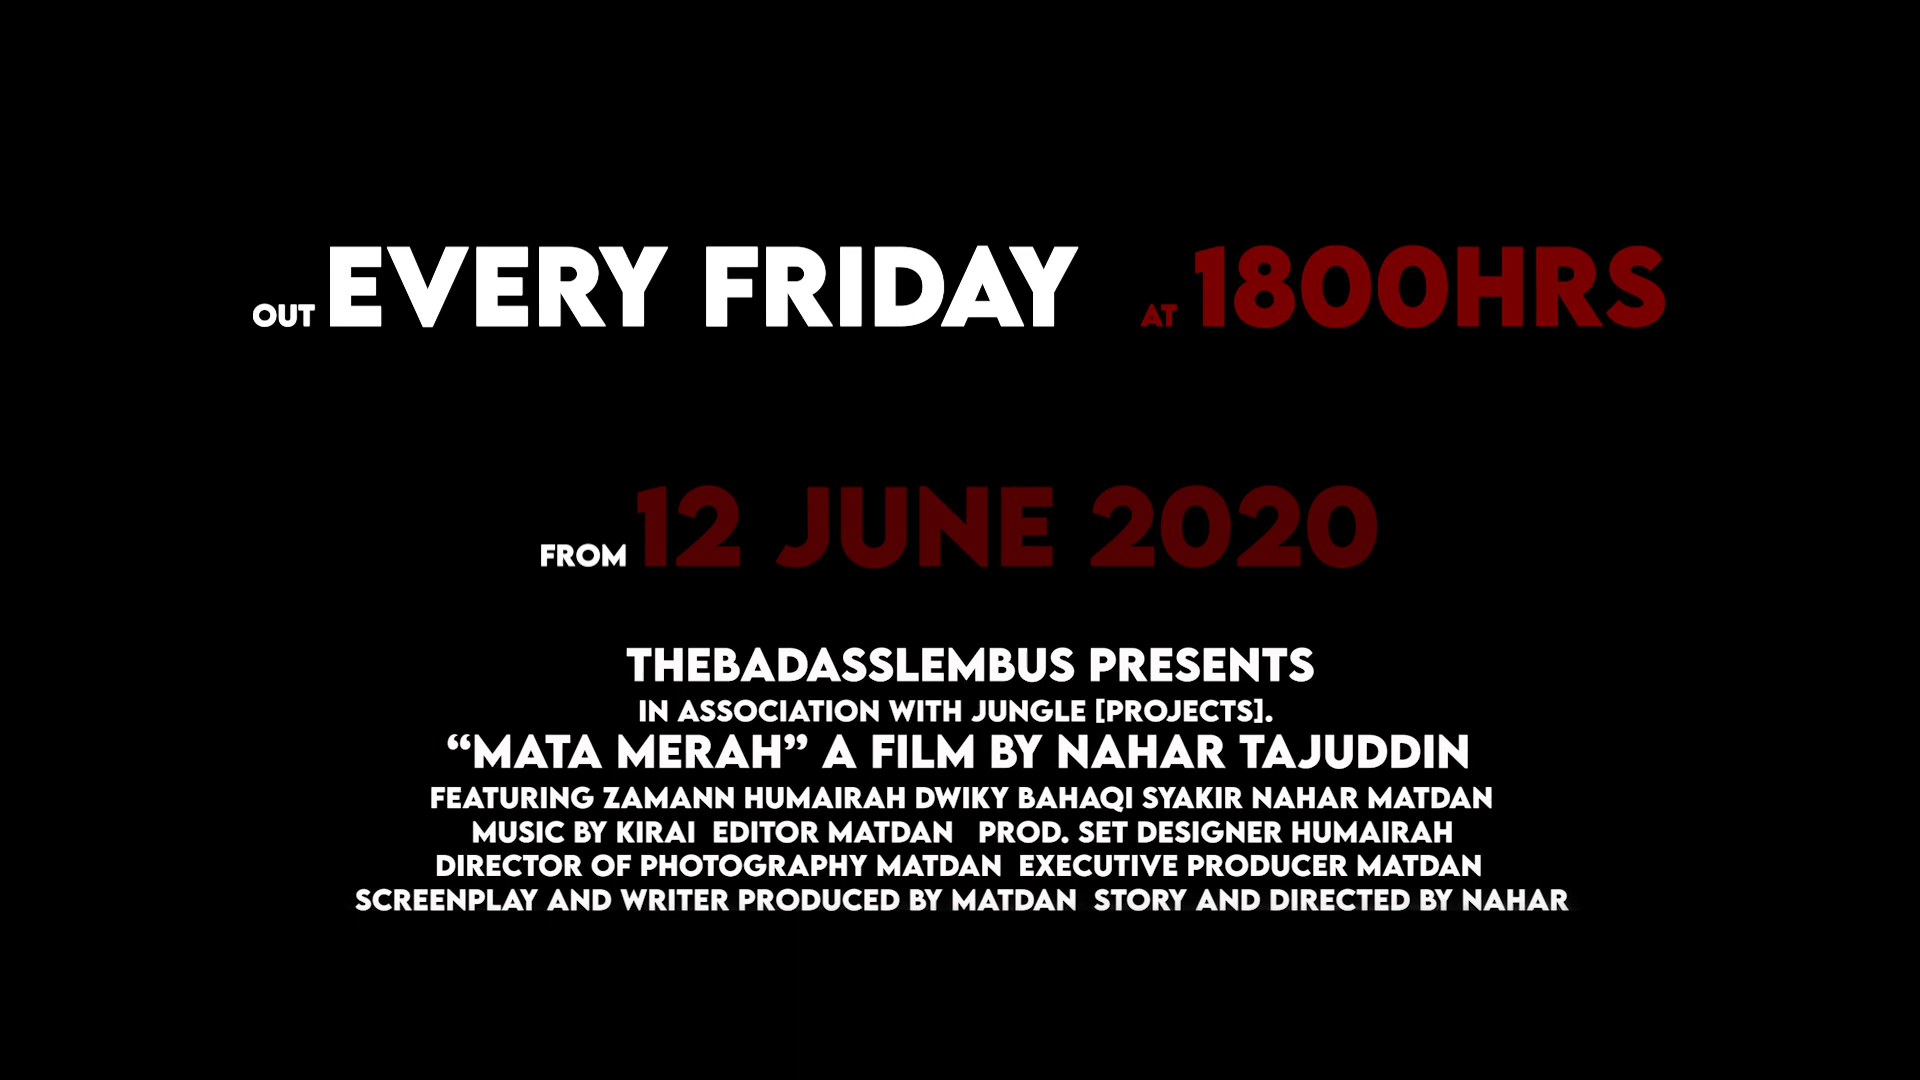 OUT EVERY FRIDAY AT 1800HRS
FROM 12 JUNE 2020
THEBADASSLEMBUS PRESENTS
IN ASSOCIATION WITH JUNGLE [PROJECTS].
“MATA MERAH” A FILM BY NAHAR TAJUDDIN
FEATURING ZAMANN HUMAIRAH DWIKY BAHAQI SYAKIR NAHAR MATDAN
MUSIC BY KIRAI EDITOR MATDAN PROD. SET DESIGNER HUMAIRAH
DIRECTOR OF PHOTOGRAPHY MATDAN EXECUTIVE PRODUCER MATDAN
SCREENPLAY AND WRITER PRODUCED BY MATDAN STORY AND DIRECTED BY NAHAR